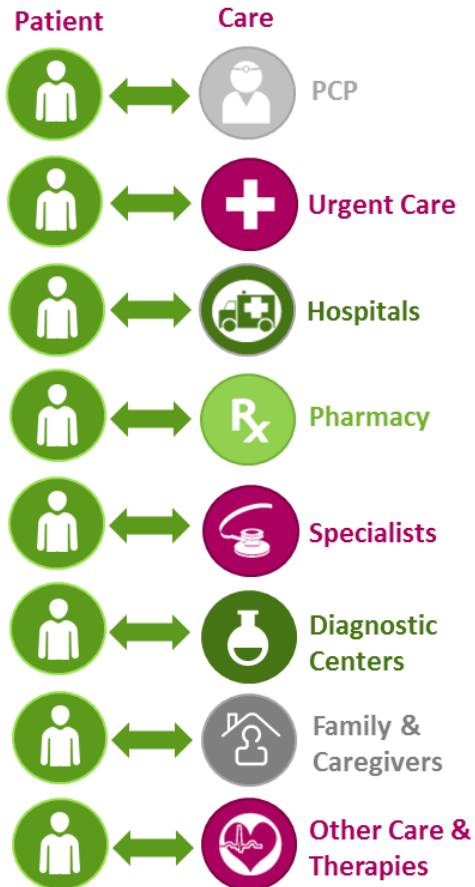 Patient
Care
PCP
Urgent Care
Hospitals
Rx
Pharmacy
Specialists
Diagnostic
Centers
Family &
Caregivers
Other Care &
Therapies